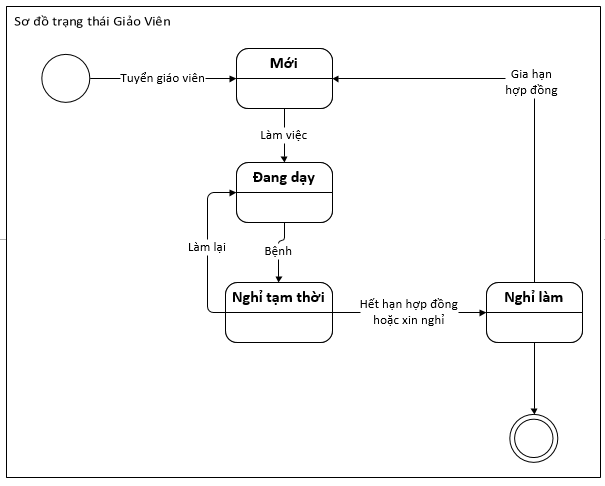 Sơ đồ trạng thái Giảo Viên
Mới
Tuyển giáo viên
Gia hạn
hợp đồng
Làm việc
Đang dạy
Làm lại
Bệnh
Nghỉ tạm thời
Hết hạn hợp đồng
hoặc xin nghỉ
Nghỉ làm